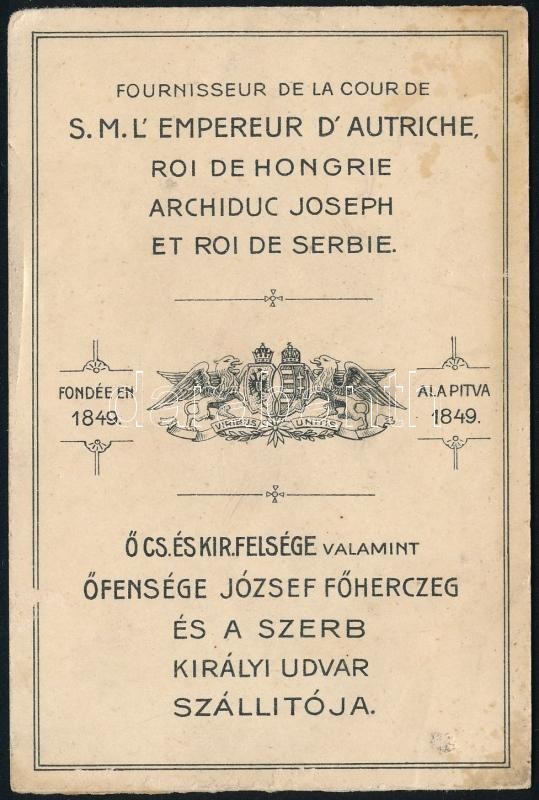 FOURNISSEUR DE LA COUR DE
S. M. L' EMPEREUR D' AUTRICHE,
ROI DE HONGRIE
ARCHIDUC JOSEPH
ET ROI DE SERBIE.
FONDÉE EN
1849.
VIRIBUS UNITIS
ALAPITVA
1849.
Ő CS. ÉS KIR. FELSÉGE VALAMINT
ŐFENSÉGE JÓZSEF FŐHERCZEG
ÉS A SZERB
KIRÁLYI UDVAR
SZÁLLITÓJA.